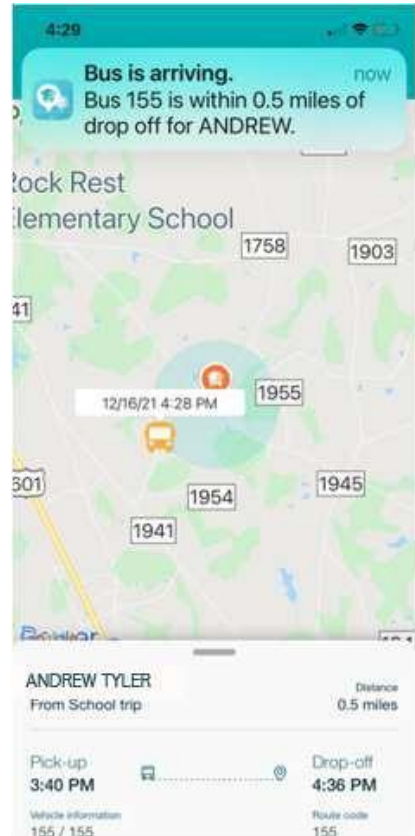 4:29
Bus is arriving.
now
Bus 155 is within 0.5 miles of
drop off for ANDREW.
Rock Rest
Elementary School
1758
1903
41
1955
12/16/21 4:28 PM
601
1954
1945
1941
ANDREW TYLER
Distance
From School trip
0.5 miles
Pick-up
Drop-off
3:40 PM
4:36 PM
Vehicle information
Route code
155 / 155
155